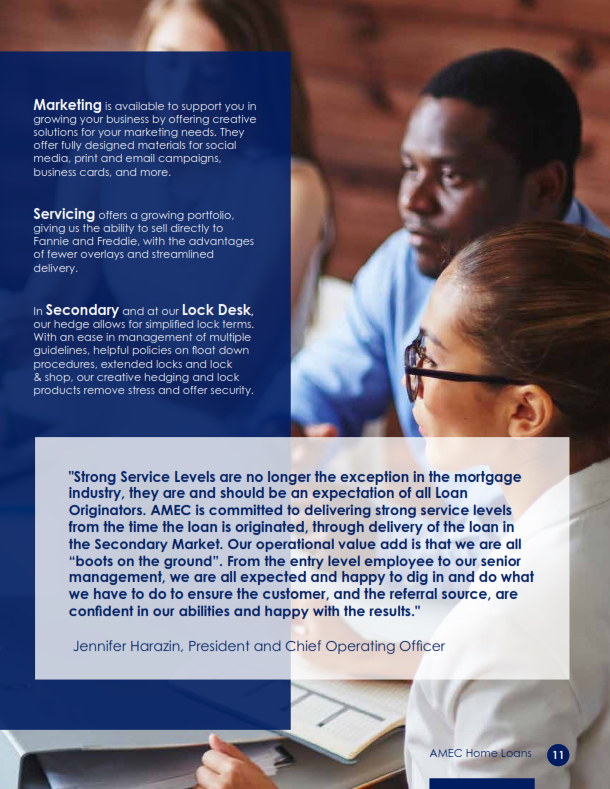 Marketing is available to support you in
growing your business by offering creative
solutions for your marketing needs. They
offer fully designed materials for social
media, print and email campaigns,
business cards, and more.
Servicing offers a growing portfolio,
giving us the ability to sell directly to
Fannie and Freddie, with the advantages
of fewer overlays and streamlined
delivery.
In Secondary and at our Lock Desk,
our hedge allows for simplified lock terms.
With an ease in management of multiple
guidelines, helpful policies on float down
procedures, extended locks and lock
& shop, our creative hedging and lock
products remove stress and offer security.
"Strong Service Levels are no longer the exception in the mortgage
industry, they are and should be an expectation of all Loan
Originators. AMEC is committed to delivering strong service levels
from the time the loan is originated, through delivery of the loan in
the Secondary Market. Our operational value add is that we are all
“boots on the ground”. From the entry level employee to our senior
management, we are all expected and happy to dig in and do what
we have to do to ensure the customer, and the referral source, are
confident in our abilities and happy with the results."
Jennifer Harazin, President and Chief Operating Officer
AMEC Home Loans 11